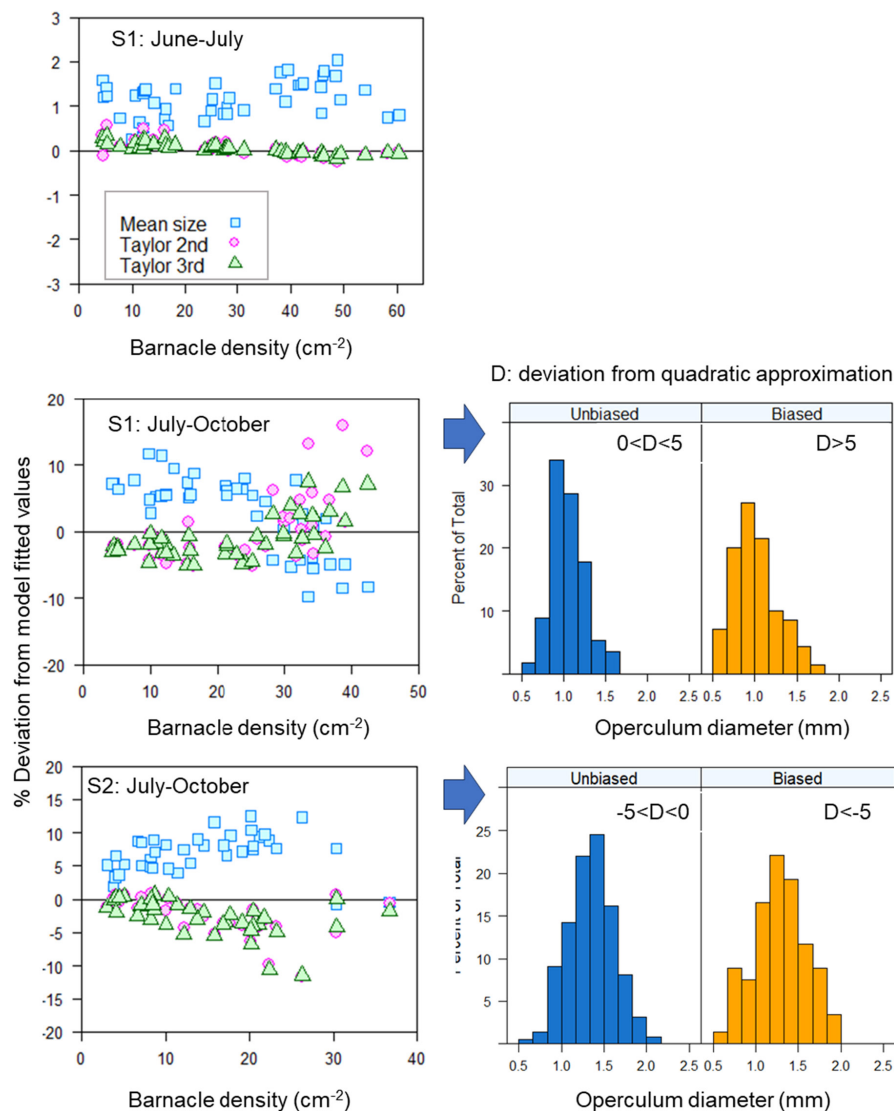 S1: June-July
3
2
1
0
-1
-2
-3
Mean size
Taylor 2nd
Taylor 3rd
0 10 20 30 40 50 60
Barnacle density (cm-2)
% Deviation from model fitted values
S1: July-October
20
10
0
-10
-20
0 10 20 30 40 50
Barnacle density (cm-2)
D: deviation from quadratic approximation
Unbiased Biased
0<D<5 D>5
Percent of Total
30
20
10
0.5 1.0 1.5 2.0 2.5 0.5 1.0 1.5 2.0 2.5
Operculum diameter (mm)
S2: July-October
20
15
10
5
0
-5
-10
-15
-20
0 10 20 30 40
Barnacle density (cm-2)
Unbiased Biased
-5<D<0 D<-5
Percent of Total
25
20
15
10
5
0.5 1.0 1.5 2.0 2.5 0.5 1.0 1.5 2.0 2.5
Operculum diameter (mm)